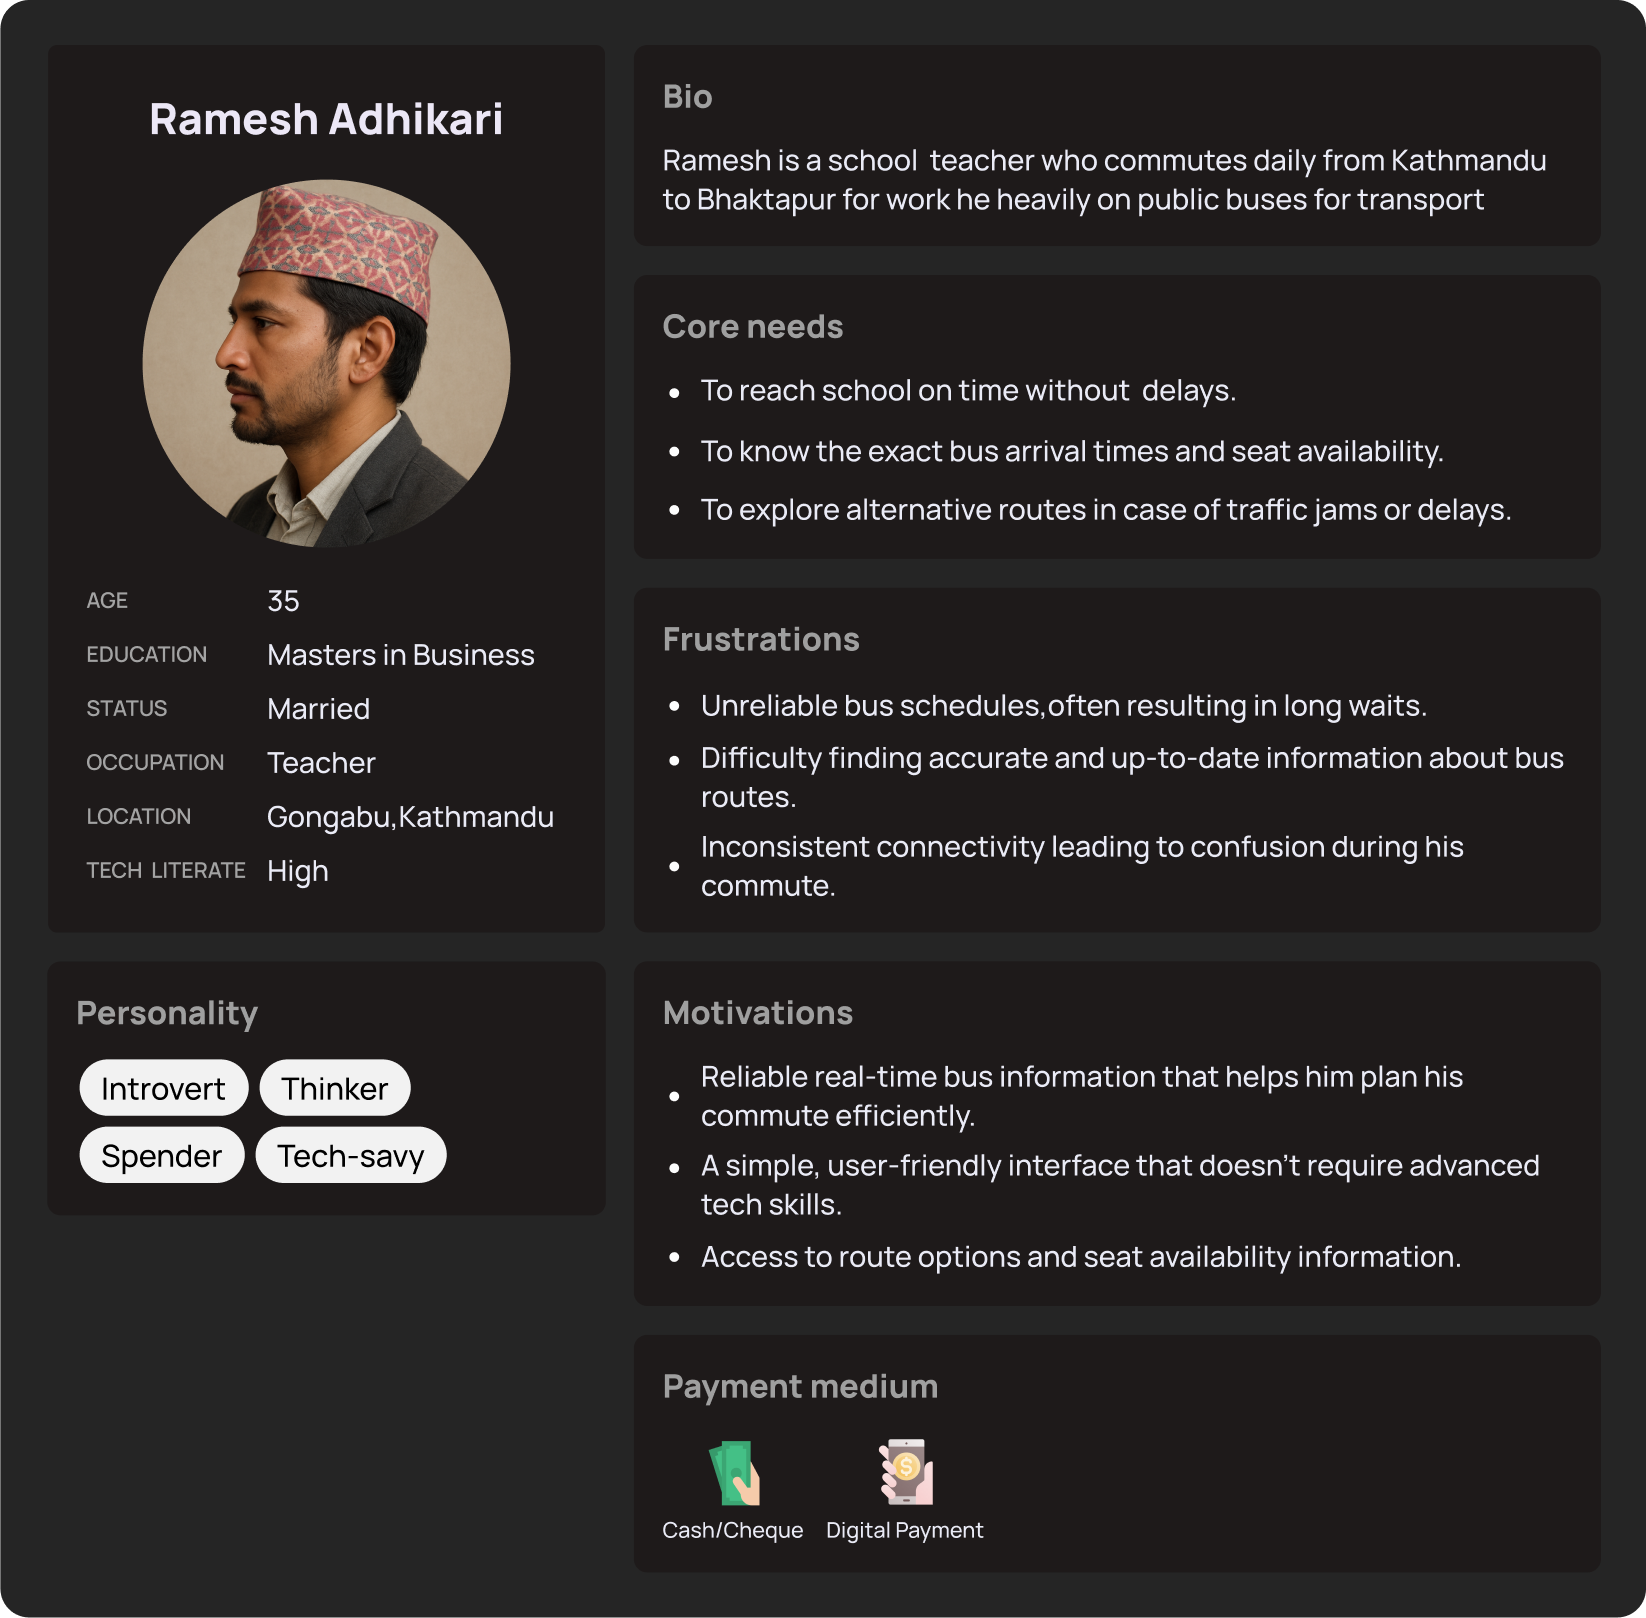 Ramesh Adhikari
AGE 35
EDUCATION Masters in Business
STATUS Married
OCCUPATION Teacher
LOCATION Gongabu,Kathmandu
TECH LITERATE High
Personality
Introvert Thinker
Spender Tech-savy
Bio
Ramesh is a school teacher who commutes daily from Kathmandu
to Bhaktapur for work he heavily on public buses for transport
Core needs
• To reach school on time without delays.
• To know the exact bus arrival times and seat availability.
• To explore alternative routes in case of traffic jams or delays.
Frustrations
• Unreliable bus schedules,often resulting in long waits.
• Difficulty finding accurate and up-to-date information about bus
routes.
• Inconsistent connectivity leading to confusion during his
commute.
Motivations
• Reliable real-time bus information that helps him plan his
commute efficiently.
• A simple, user-friendly interface that doesn't require advanced
tech skills.
• Access to route options and seat availability information.
Payment medium
$
Cash/Cheque Digital Payment